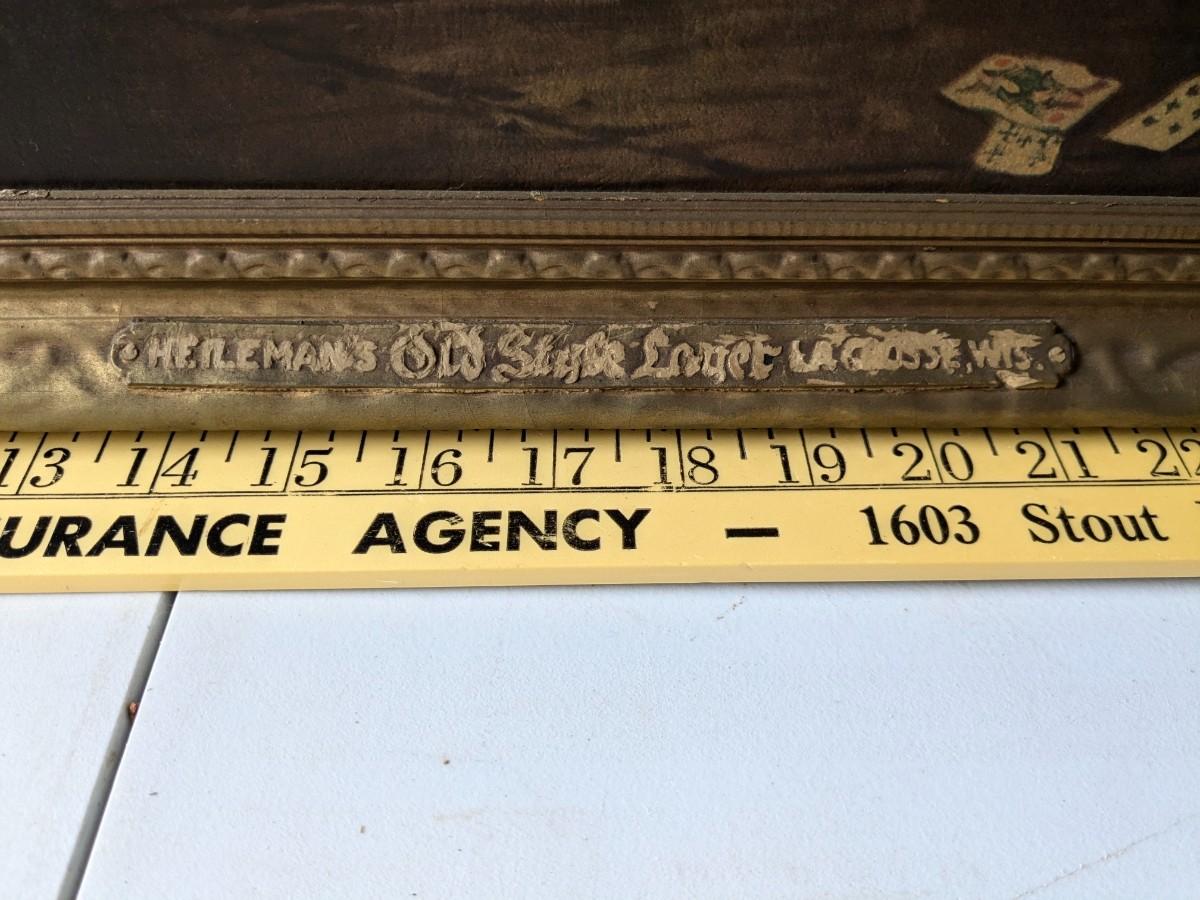 HEILEMAN'S Old Style Lager LA CROSSE, WIS.
13 14 15 16 17 18 19 20 21 22
URANCE AGENCY — 1603 Stout